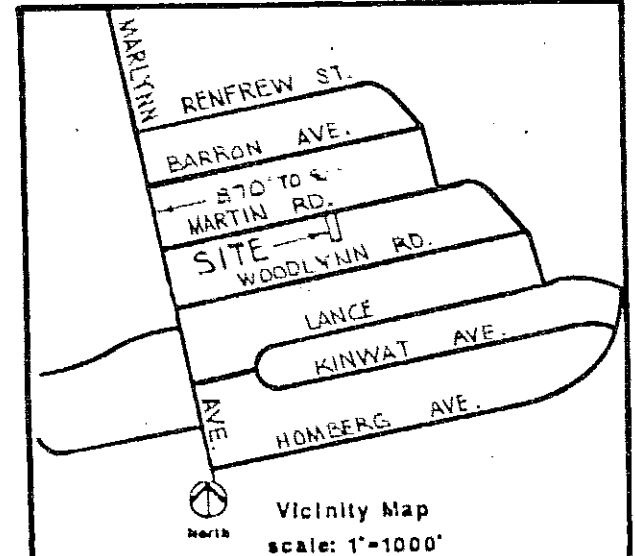 MARLYNN
RENFREW ST.
BARRON AVE.
870' TO ℄
MARTIN RD.
SITE
WOODLYNN RD.
LANCE
KINWAT AVE.
AVE.
HOMBERG AVE.
North
Vicinity Map
scale: 1"=1000'